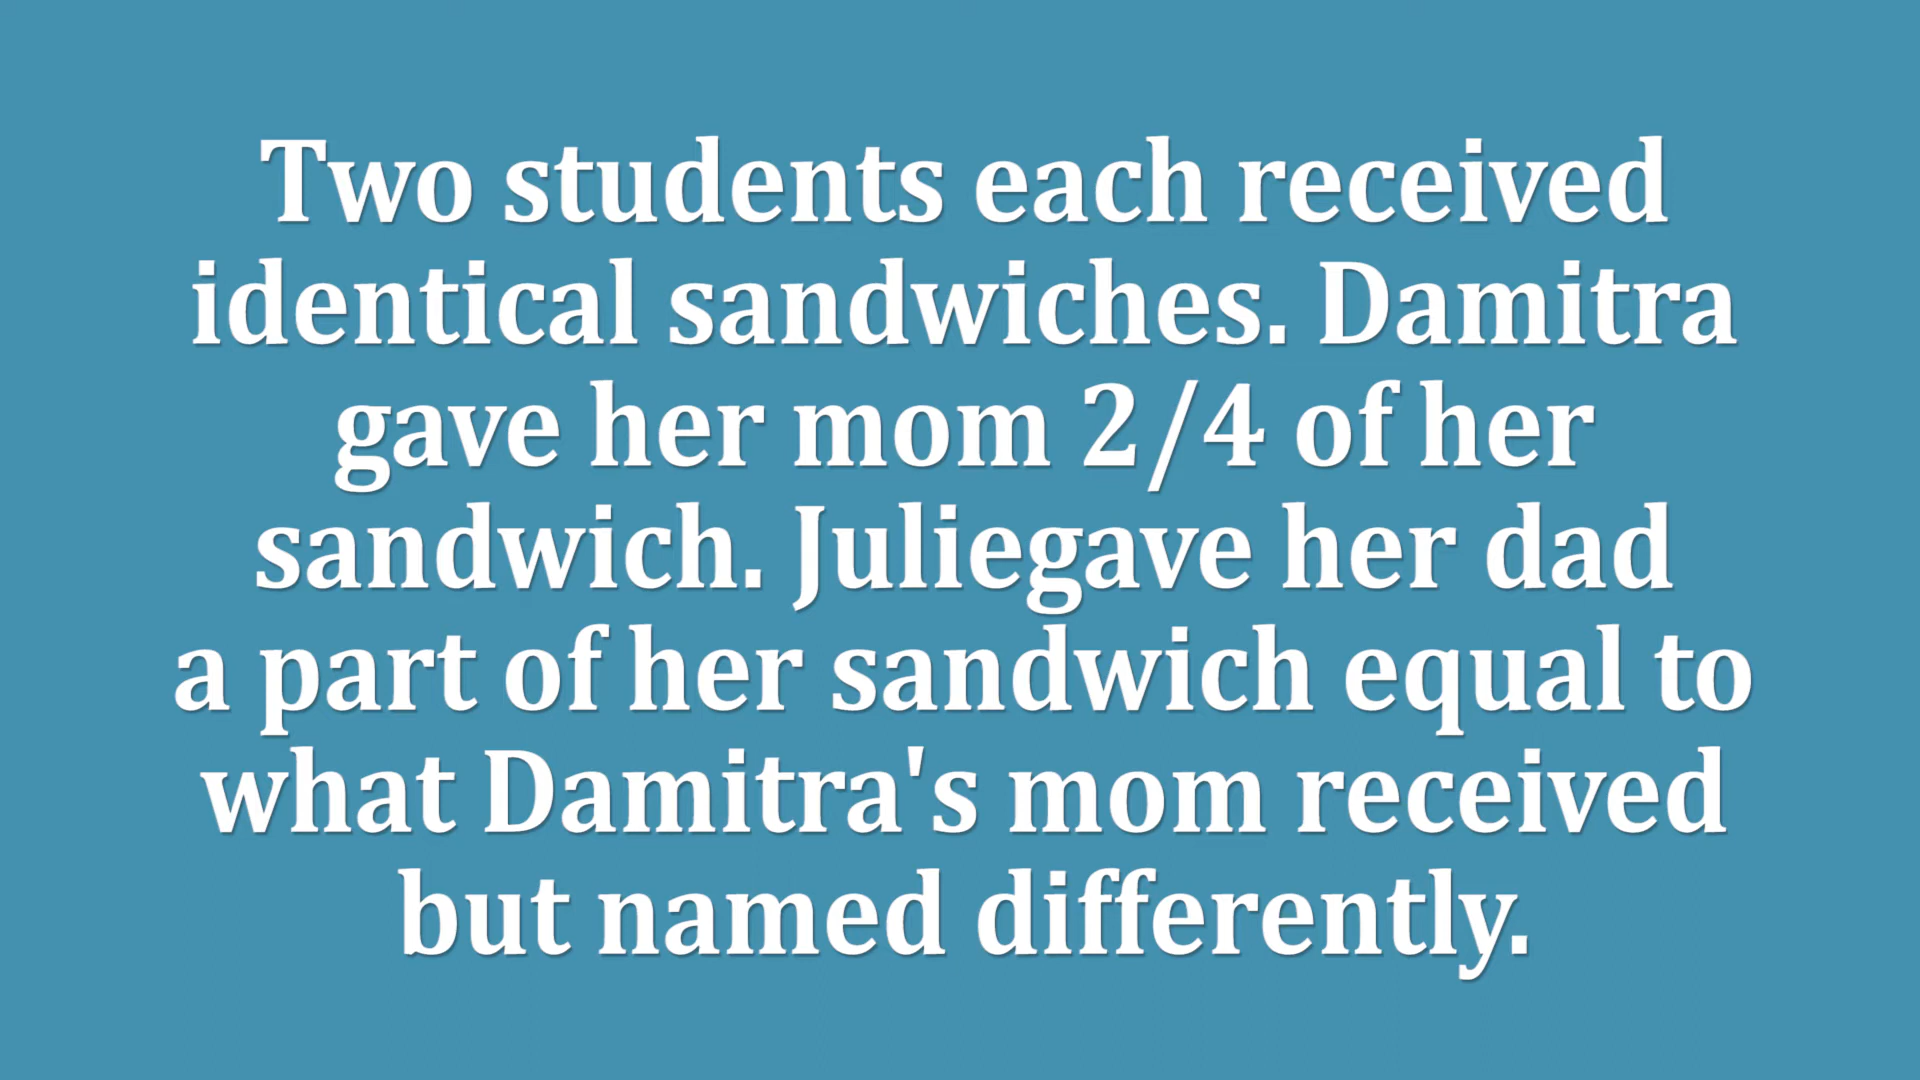 Two students each received
identical sandwiches. Damitra
gave her mom 2/4 of her
sandwich. Juliegave her dad
a part of her sandwich equal to
what Damitra's mom received
but named differently.